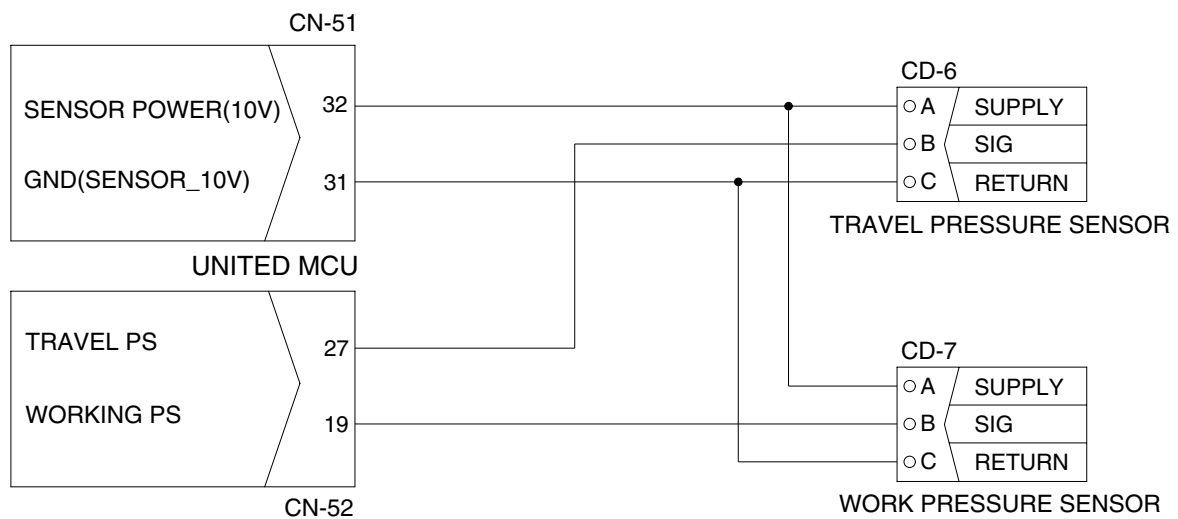 CN-51
SENSOR POWER(10V)
32
GND(SENSOR_10V)
31
UNITED MCU
TRAVEL PS
27
WORKING PS
19
CN-52
CD-6
A SUPPLY
B SIG
C RETURN
TRAVEL PRESSURE SENSOR
CD-7
A SUPPLY
B SIG
C RETURN
WORK PRESSURE SENSOR